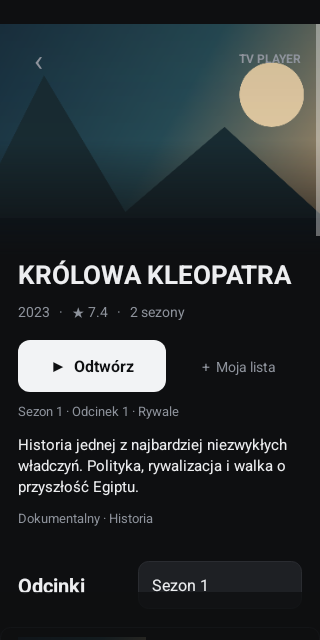 TV PLAYER
KRÓLOWA KLEOPATRA
2023 · ★ 7.4 · 2 sezony
► Odtwórz
+ Moja lista
Sezon 1 · Odcinek 1 · Rywale
Historia jednej z najbardziej niezwykłych
władczyń. Polityka, rywalizacja i walka o
przyszłość Egiptu.
Dokumentalny · Historia
Odcinki
Sezon 1